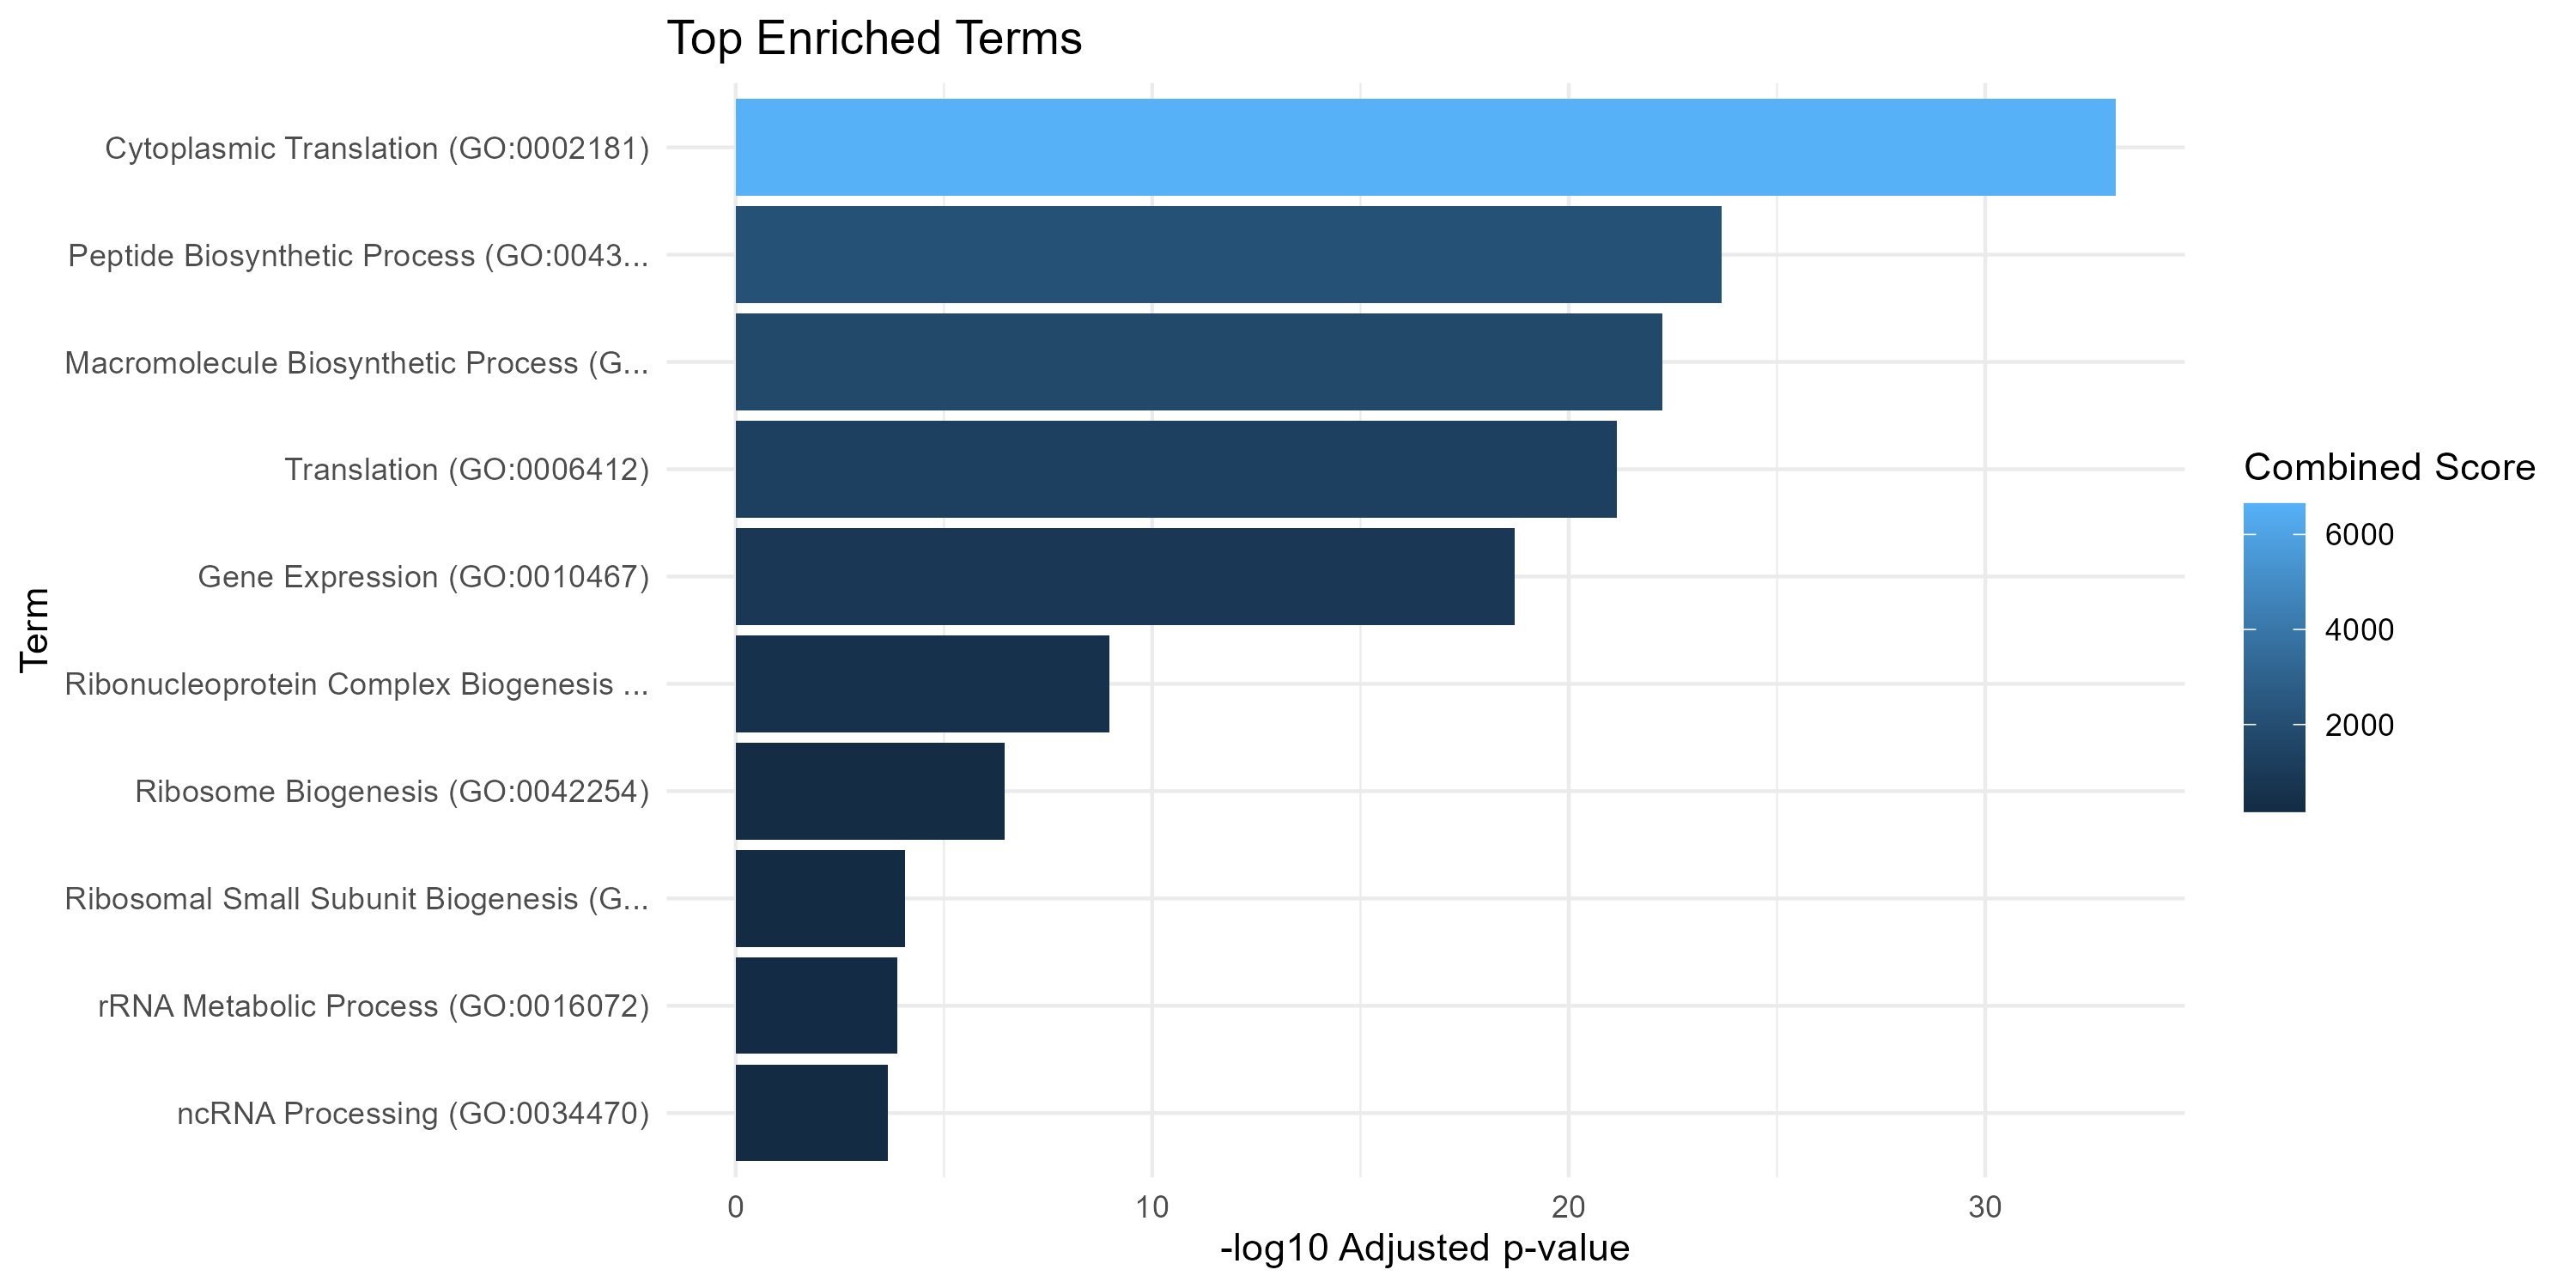 Top Enriched Terms
Cytoplasmic Translation (GO:0002181)
Peptide Biosynthetic Process (GO:0043...
Macromolecule Biosynthetic Process (G...
Translation (GO:0006412)
Gene Expression (GO:0010467)
Ribonucleoprotein Complex Biogenesis ...
Ribosome Biogenesis (GO:0042254)
Ribosomal Small Subunit Biogenesis (G...
rRNA Metabolic Process (GO:0016072)
ncRNA Processing (GO:0034470)
Term
0 10 20 30
-log10 Adjusted p-value
Combined Score
6000
4000
2000